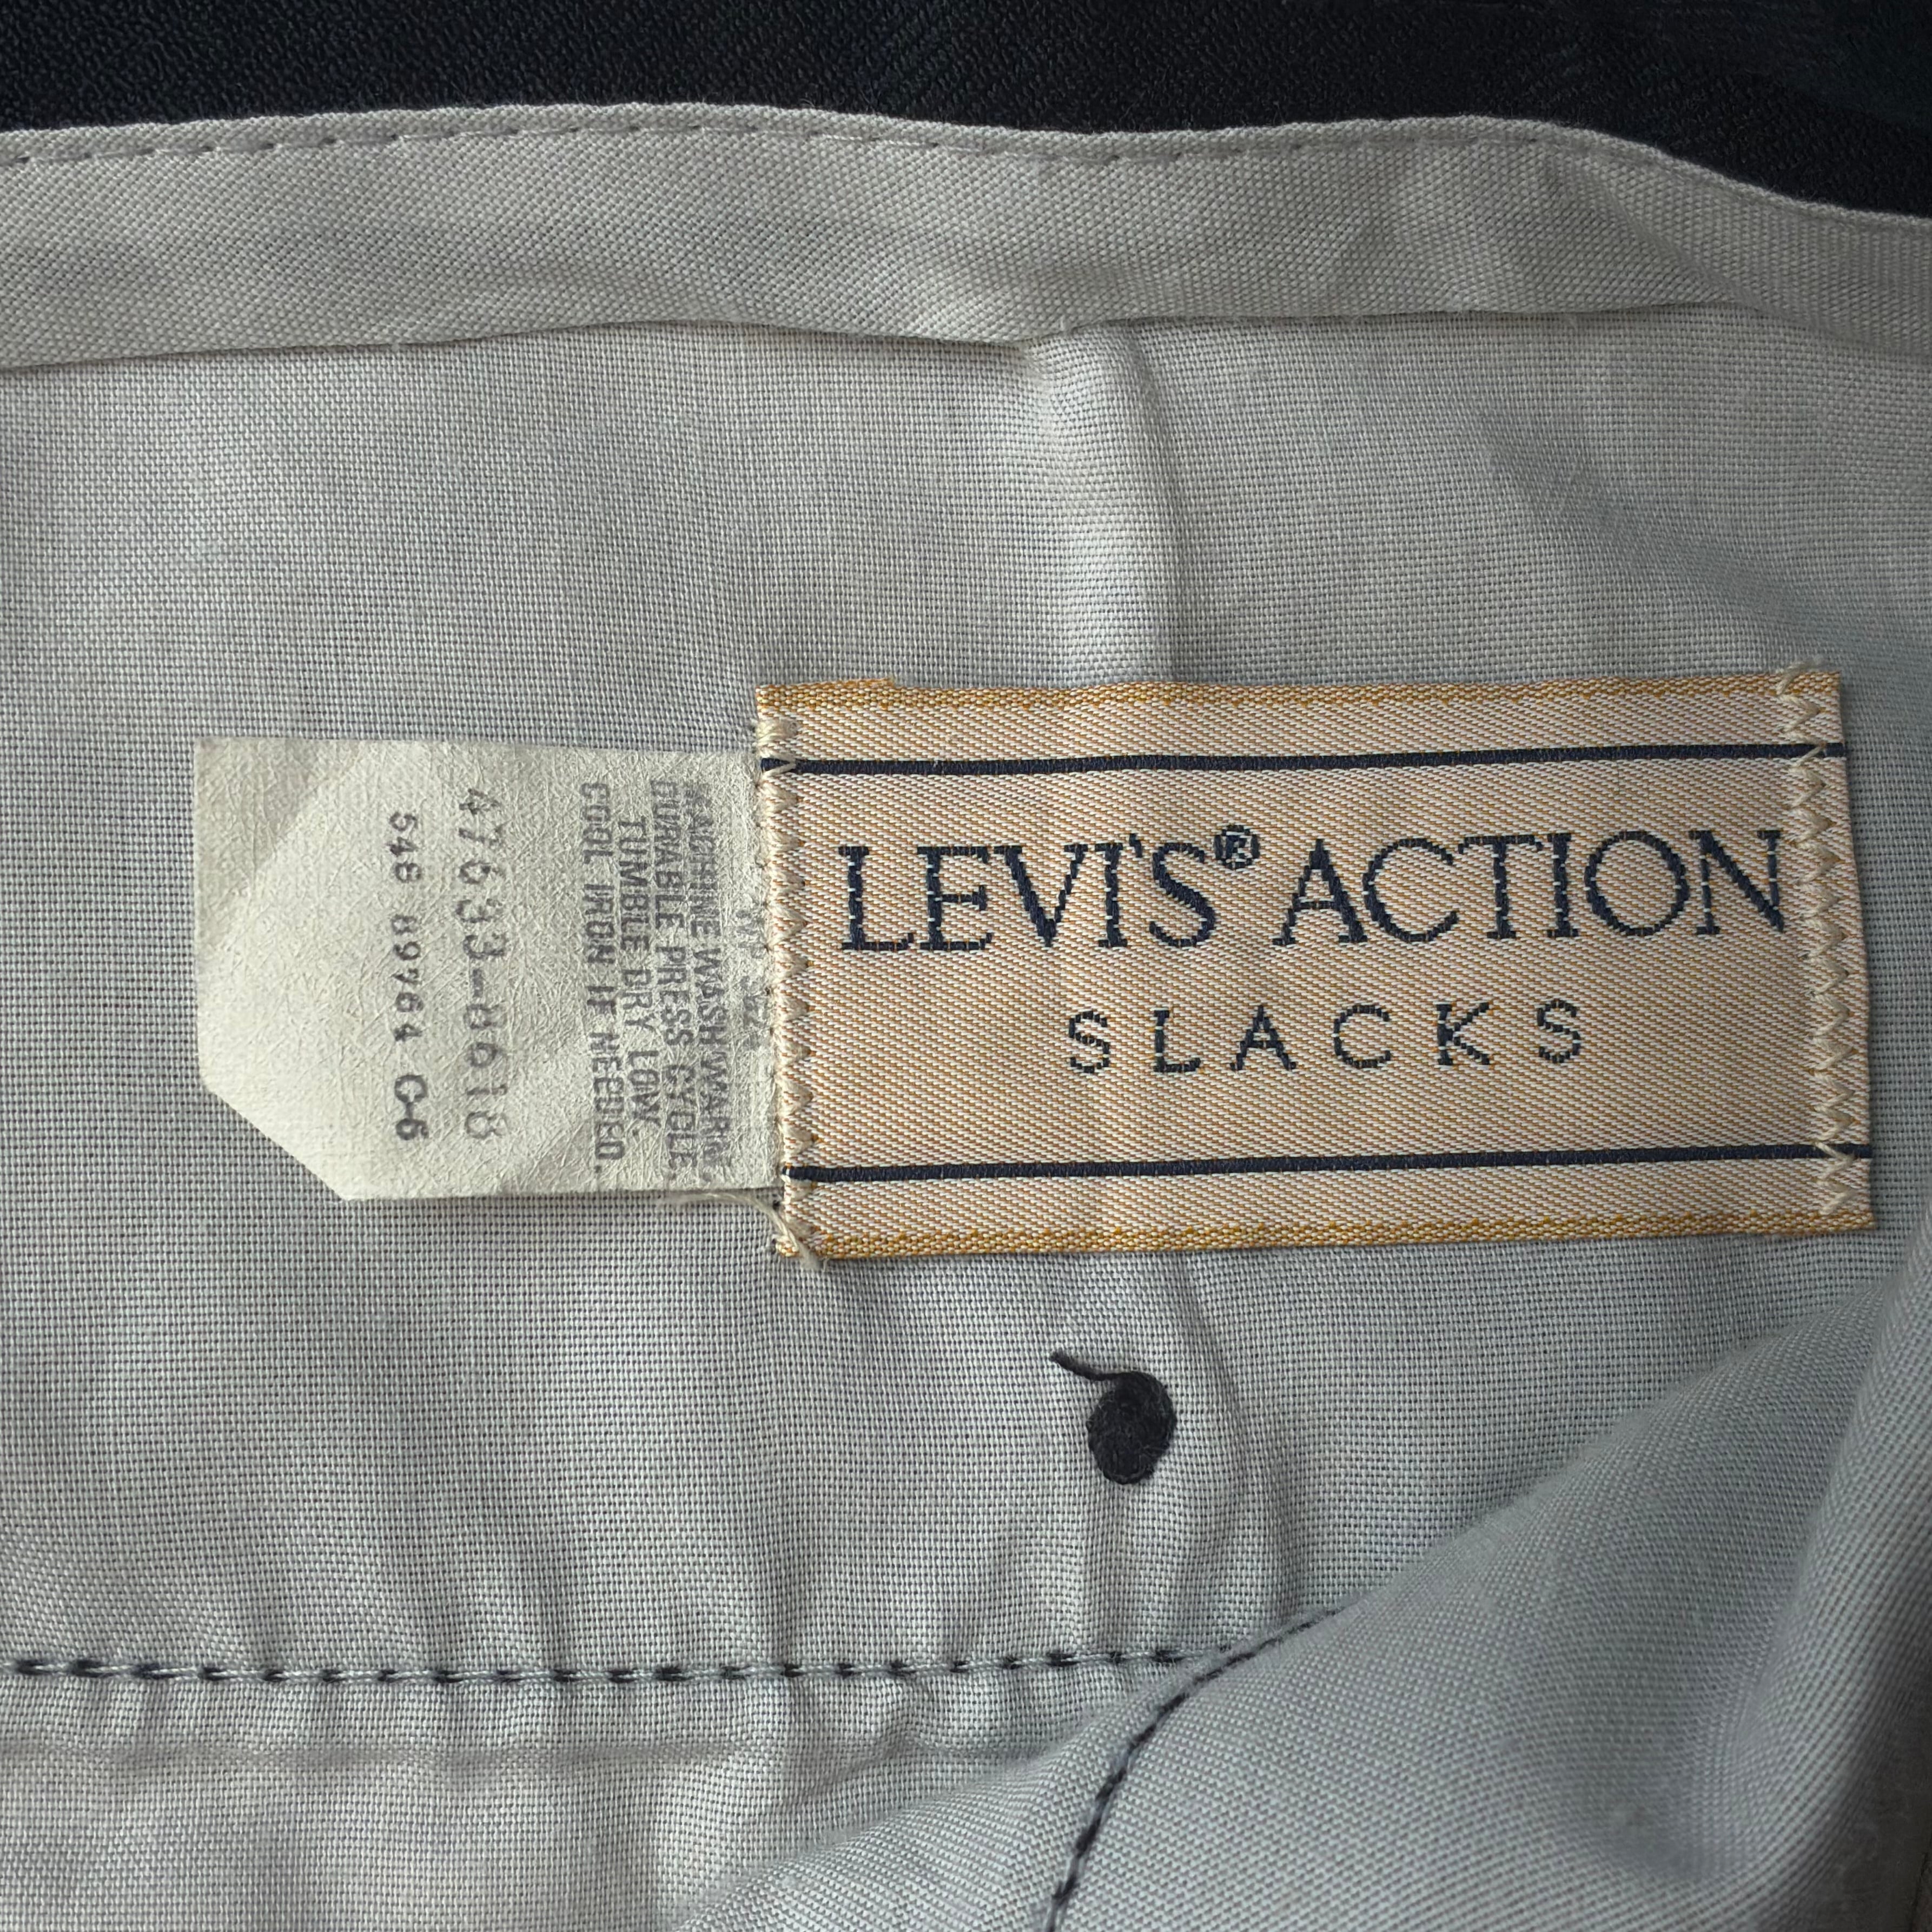 LEVI'S® ACTION
SLACKS
MACHINE WASH WARM,
DURABLE PRESS CYCLE.
TUMBLE DRY LOW.
COOL IRON IF NEEDED.
47633-8618
548 89764 C-6